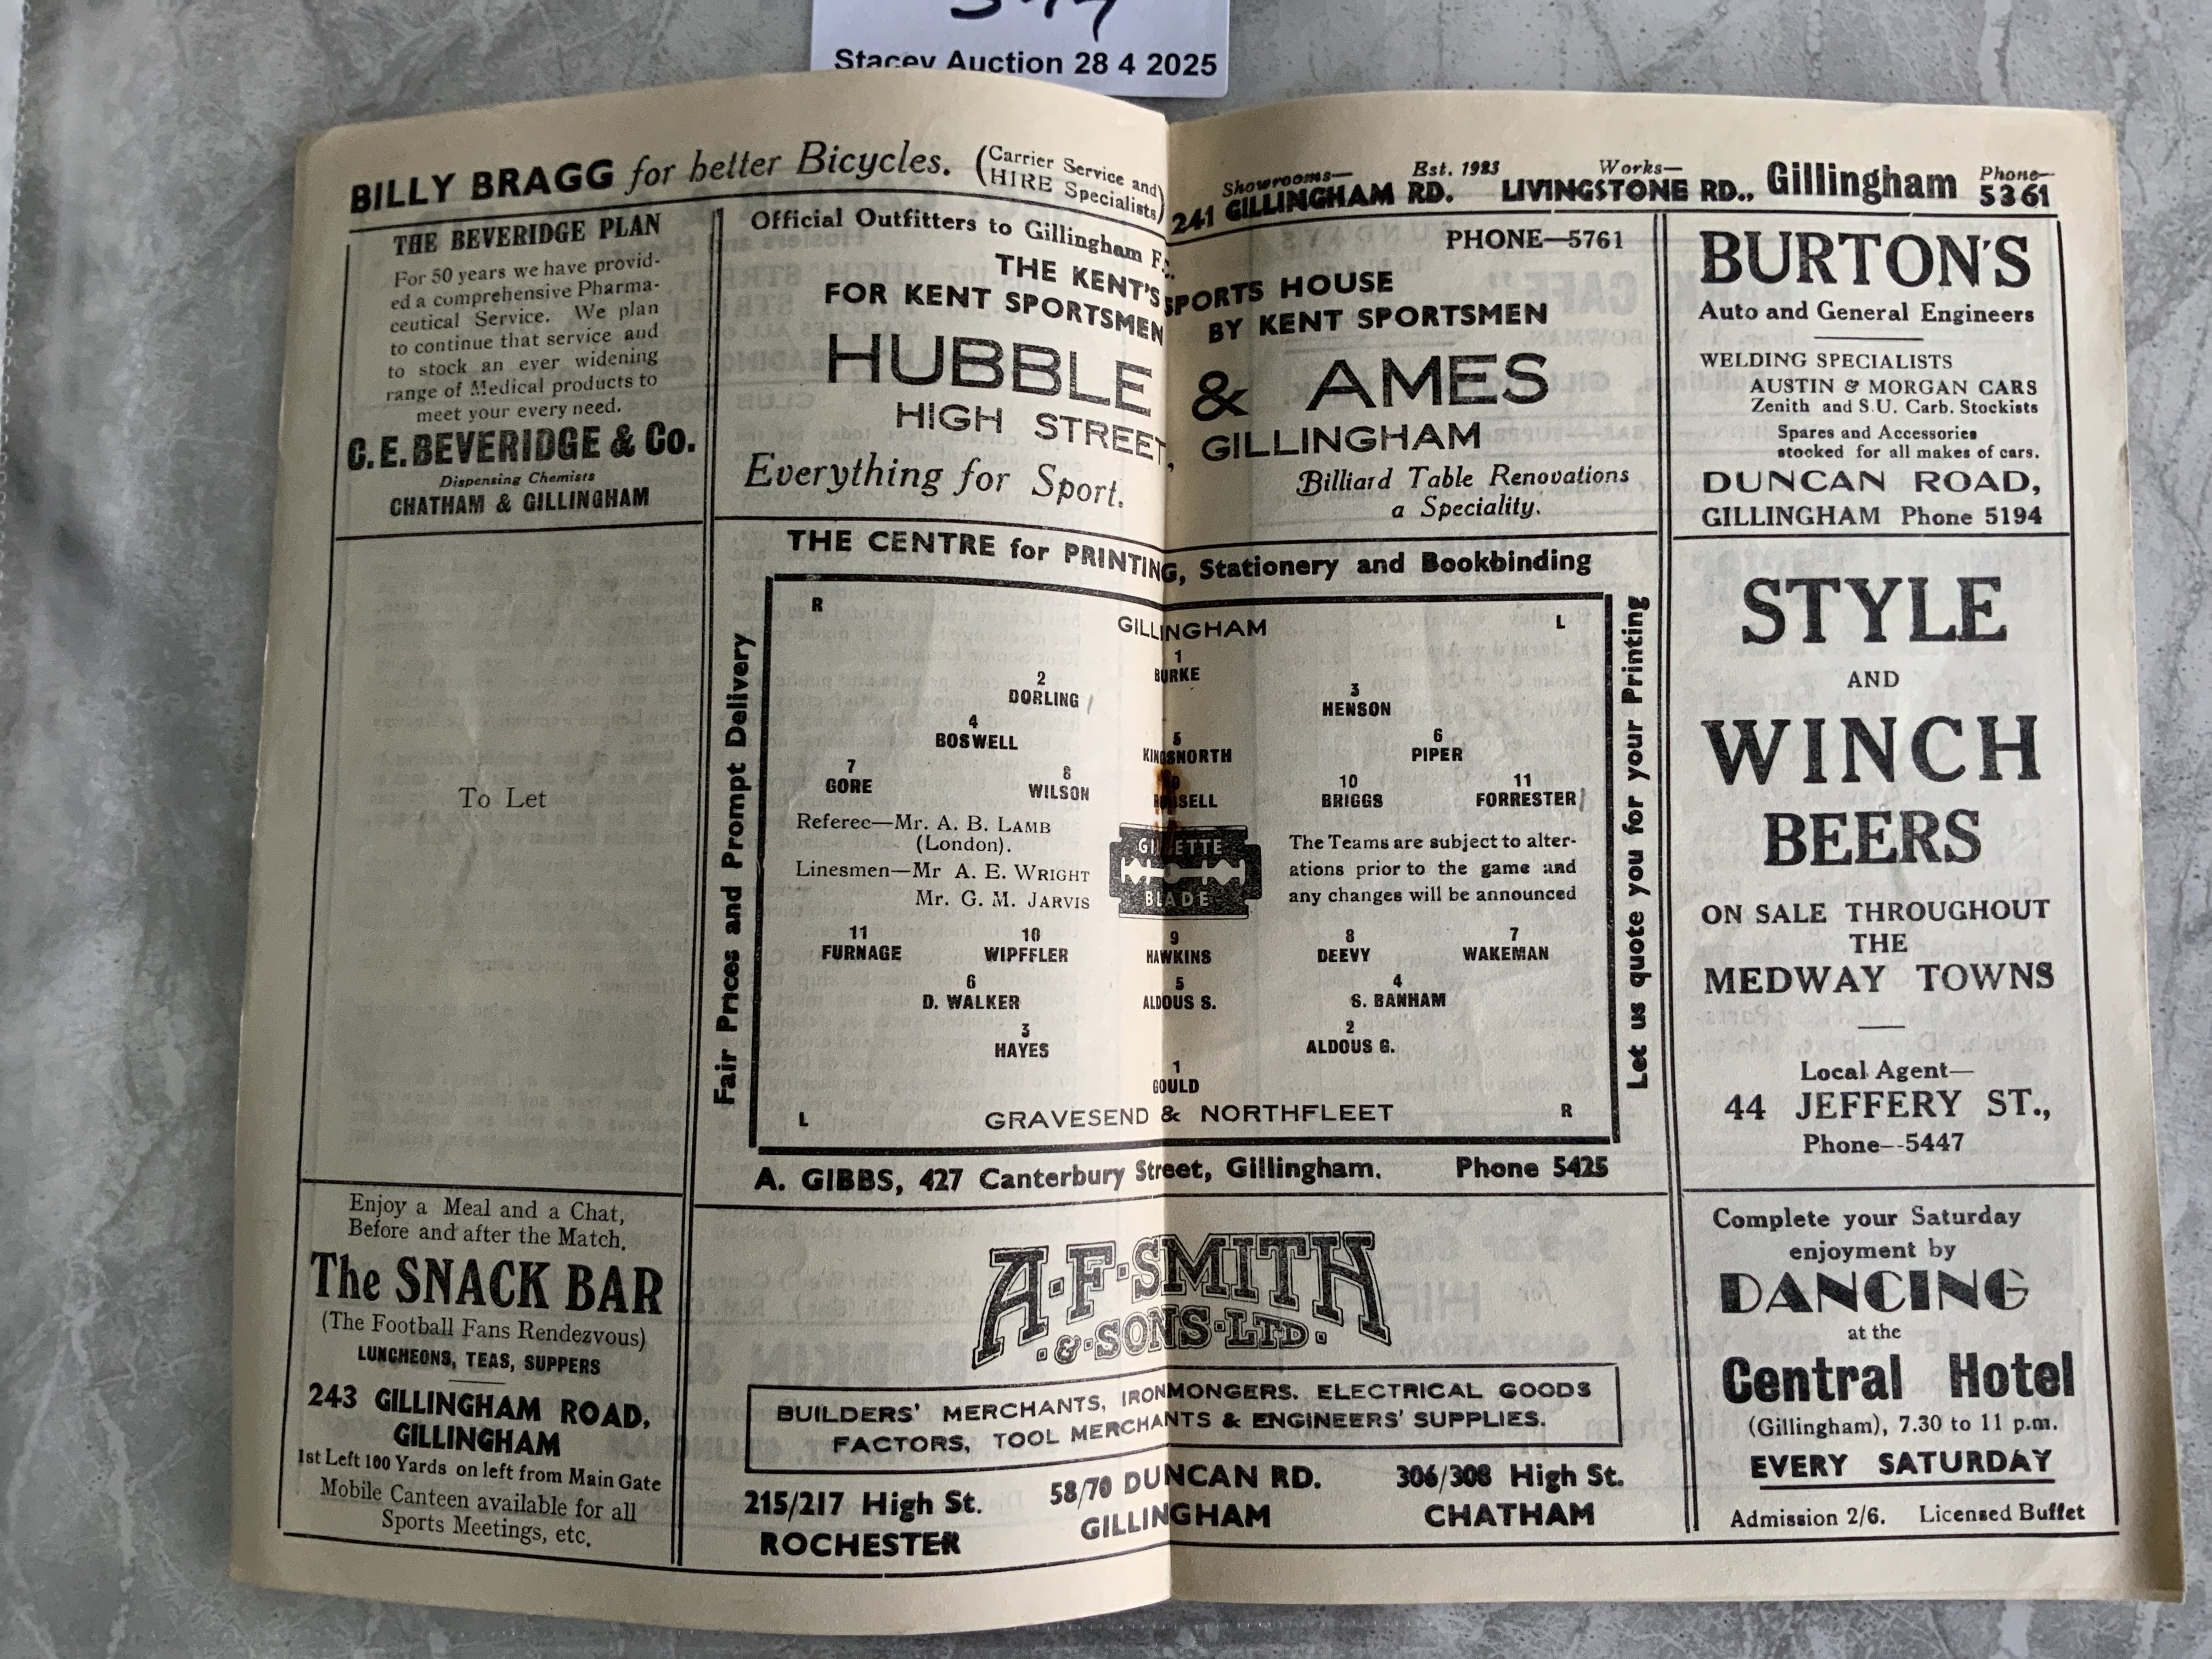 Stacey Auction 28 4 2025
BILLY BRAGG for better Bicycles. (Carrier Service and HIRE Specialists)
Showrooms— 241 GILLINGHAM RD. Est. 1923 Works— LIVINGSTONE RD., Gillingham Phone— 5361
THE BEVERIDGE PLAN
For 50 years we have provid-
ed a comprehensive Pharma-
ceutical Service. We plan
to continue that service and
to stock an ever widening
range of Medical products to
meet your every need.
C. E. BEVERIDGE & Co.
Dispensing Chemists
CHATHAM & GILLINGHAM
To Let
Enjoy a Meal and a Chat,
Before and after the Match.
The SNACK BAR
(The Football Fans Rendezvous)
LUNCHEONS, TEAS, SUPPERS
243 GILLINGHAM ROAD,
GILLINGHAM
1st Left 100 Yards on left from Main Gate
Mobile Canteen available for all
Sports Meetings, etc.
Official Outfitters to Gillingham F.C. PHONE—5761
THE KENT'S SPORTS HOUSE
FOR KENT SPORTSMEN BY KENT SPORTSMEN
HUBBLE & AMES
HIGH STREET, GILLINGHAM
Everything for Sport. Billiard Table Renovations
a Speciality.
THE CENTRE for PRINTING, Stationery and Bookbinding
Fair Prices and Prompt Delivery
R GILLINGHAM L
1
BURKE
2 3
DORLING HENSON
4 5 6
BOSWELL KINGSNORTH PIPER
7 8 9 10 11
GORE WILSON RUSSELL BRIGGS FORRESTER
Referee—Mr. A. B. LAMB
(London).
Linesmen—Mr A. E. WRIGHT
Mr. G. M. JARVIS
GILLETTE
BLADE
The Teams are subject to alter-
ations prior to the game and
any changes will be announced
11 10 9 8 7
FURNAGE WIPFFLER HAWKINS DEEVY WAKEMAN
6 5 4
D. WALKER ALDOUS S. S. BANHAM
3 2
HAYES ALDOUS G.
1
GOULD
L GRAVESEND & NORTHFLEET R
Let us quote you for your Printing
A. GIBBS, 427 Canterbury Street, Gillingham. Phone 5425
A·F·SMITH
·&·SONS·LTD·
BUILDERS' MERCHANTS, IRONMONGERS. ELECTRICAL GOODS
FACTORS, TOOL MERCHANTS & ENGINEERS' SUPPLIES.
215/217 High St. 58/70 DUNCAN RD. 306/308 High St.
ROCHESTER GILLINGHAM CHATHAM
BURTON'S
Auto and General Engineers
WELDING SPECIALISTS
AUSTIN & MORGAN CARS
Zenith and S.U. Carb. Stockists
Spares and Accessories
stocked for all makes of cars.
DUNCAN ROAD,
GILLINGHAM Phone 5194
STYLE
AND
WINCH
BEERS
ON SALE THROUGHOUT
THE
MEDWAY TOWNS
Local Agent—
44 JEFFERY ST.,
Phone--5447
Complete your Saturday
enjoyment by
DANCING
at the
Central Hotel
(Gillingham), 7.30 to 11 p.m.
EVERY SATURDAY
Admission 2/6. Licensed Buffet